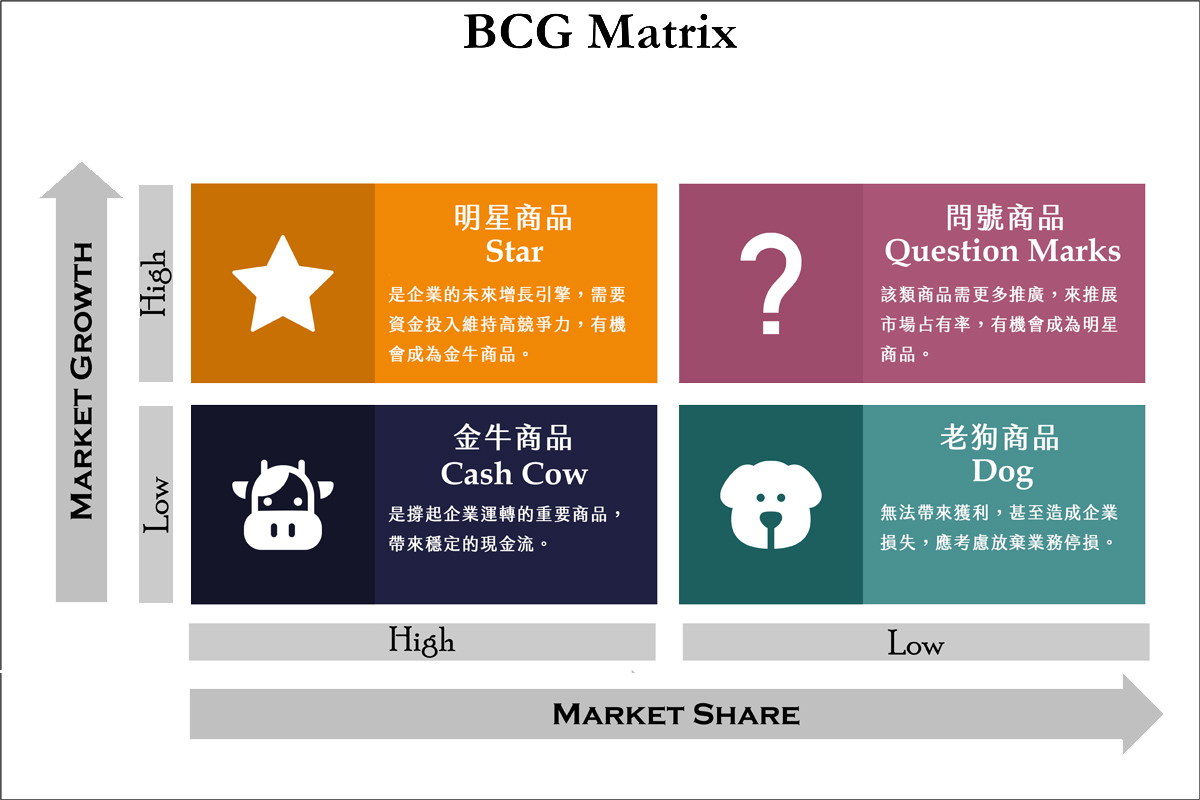 BCG Matrix
MARKET GROWTH
High
明星商品
Star
是企業的未來增長引擎，需要
資金投入維持高競爭力，有機
會成為金牛商品。
?
問號商品
Question Marks
該類商品需更多推廣，來推展
市場占有率，有機會成為明星
商品。
Low
金牛商品
Cash Cow
是撐起企業運轉的重要商品，
帶來穩定的現金流。
老狗商品
Dog
無法帶來獲利，甚至造成企業
損失，應考慮放棄業務停損。
High
Low
MARKET SHARE